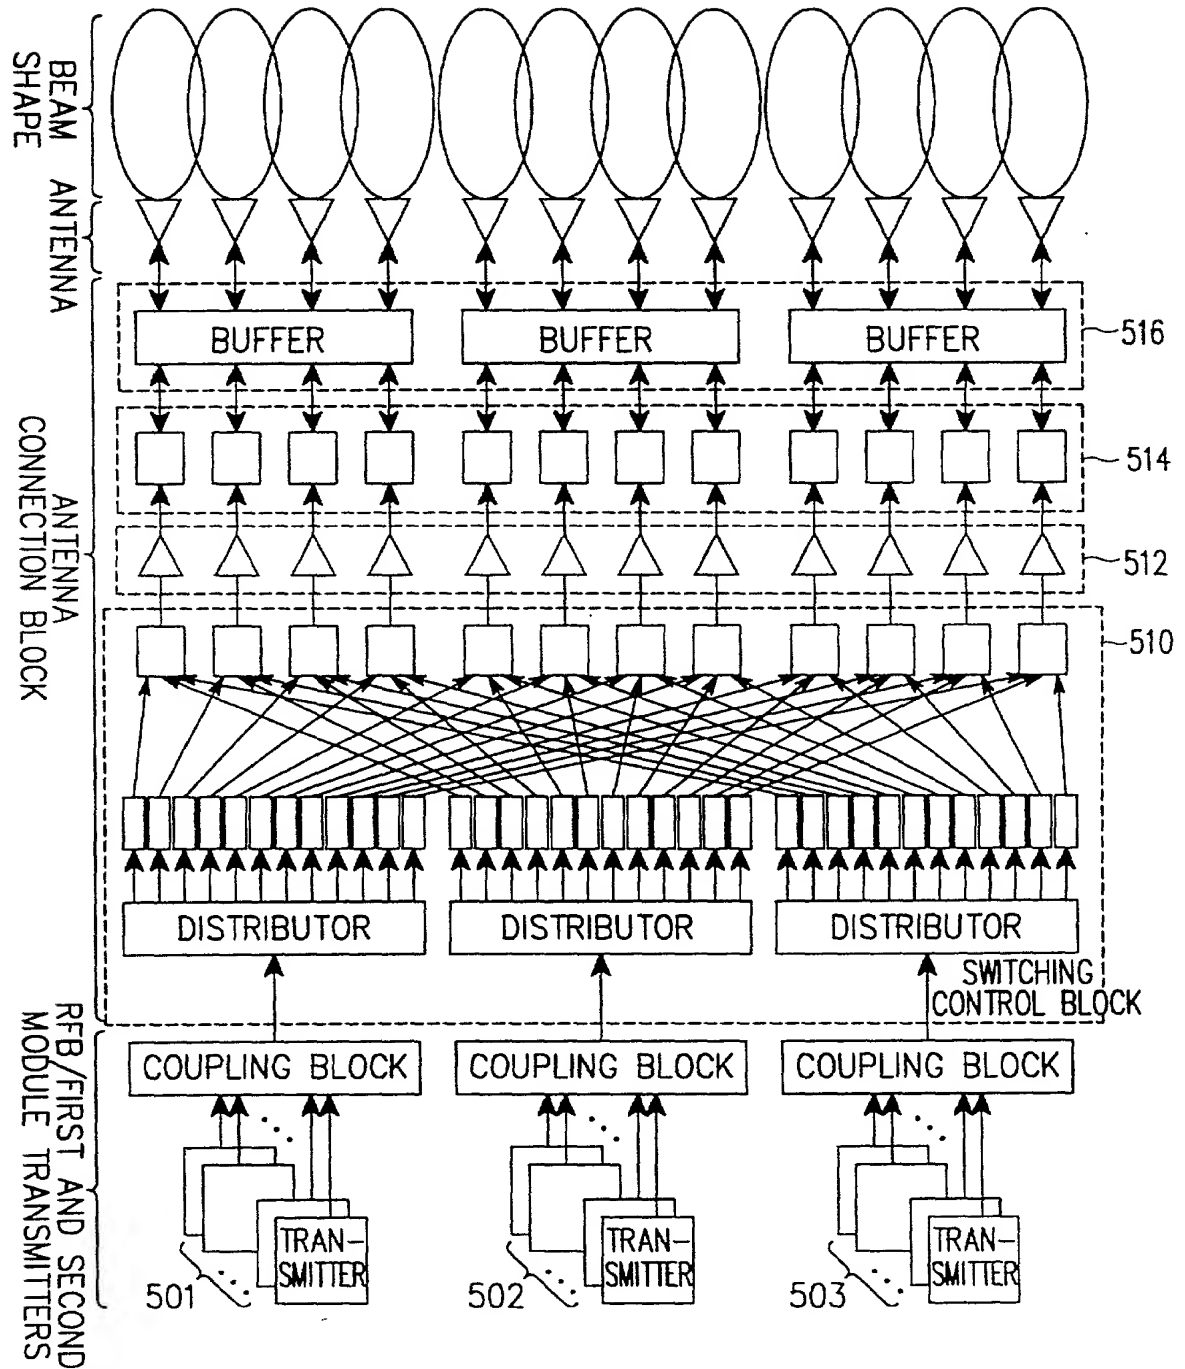 BEAM
SHAPE
ANTENNA
BUFFER
BUFFER
BUFFER
516
514
512
510
ANTENNA
CONNECTION BLOCK
DISTRIBUTOR
DISTRIBUTOR
DISTRIBUTOR
SWITCHING
CONTROL BLOCK
RFB/FIRST AND SECOND
MODULE TRANSMITTERS
COUPLING BLOCK
COUPLING BLOCK
COUPLING BLOCK
TRAN-
SMITTER
TRAN-
SMITTER
TRAN-
SMITTER
501
502
503